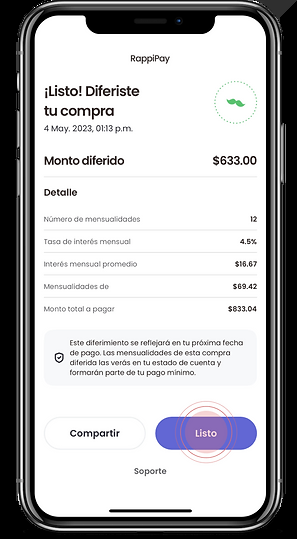 RappiPay
¡Listo! Diferiste
tu compra
4 May. 2023, 01:13 p.m.
Monto diferido $633.00
Detalle
Número de mensualidades 12
Tasa de interés mensual 4.5%
Interés mensual promedio $16.67
Mensualidades de $69.42
Monto total a pagar $833.04
Este diferimiento se reflejará en tu próxima fecha
de pago. Las mensualidades de esta compra
diferida las verás en tu estado de cuenta y
formarán parte de tu pago mínimo.
Compartir Listo
Soporte